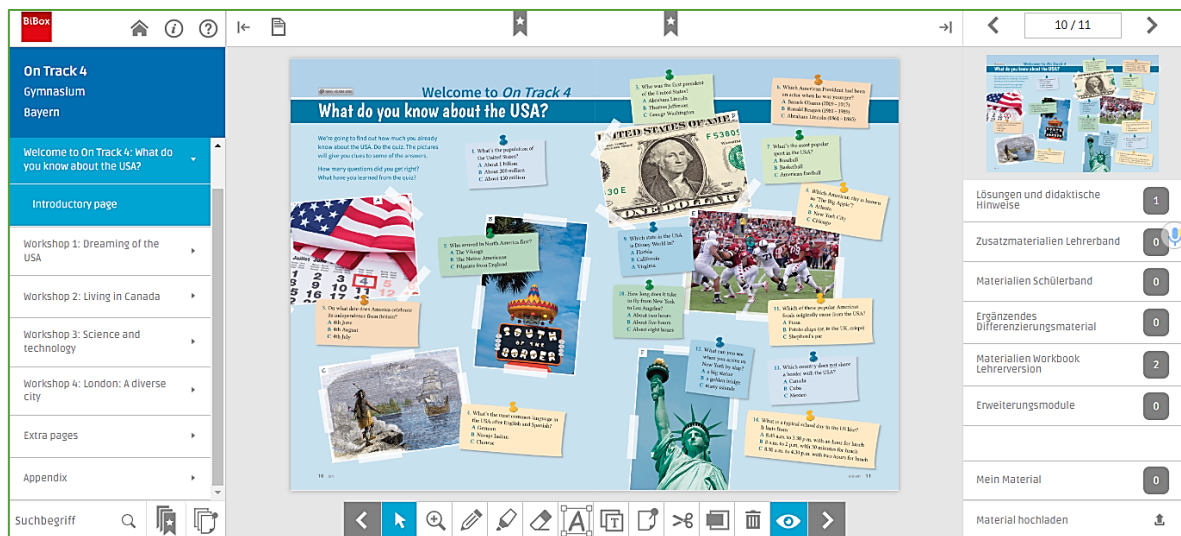 BiBox
10 / 11
On Track 4
Gymnasium
Bayern
Welcome to On Track 4: What do
you know about the USA?
Introductory page
Workshop 1: Dreaming of the
USA
Workshop 2: Living in Canada
Workshop 3: Science and
technology
Workshop 4: London: A diverse
city
Extra pages
Appendix
Suchbegriff
Welcome to On Track 4
What do you know about the USA?
We're going to find out how much you already
know about the USA. Do the quiz. The pictures
will give you clues to some of the answers.
How many questions did you get right?
What have you learned from the quiz?
1. What's the population of
the United States?
A About 1 billion
B About 200 million
C About 330 million
2. Who arrived in North America first?
A The Vikings
B The Native Americans
C Pilgrims from England
3. On what date does America celebrate
its independence from Britain?
A 4th June
B 4th August
C 4th July
4. What's the most common language in
the USA after English and Spanish?
A German
B Navajo Indian
C Chinese
5. Who was the first president
of the United States?
A Abraham Lincoln
B Thomas Jefferson
C George Washington
6. Which American President had been
an actor when he was younger?
A Barack Obama (2009–2017)
B Ronald Reagan (1981–1989)
C Abraham Lincoln (1861–1865)
7. What's the most popular
sport in the USA?
A Baseball
B Basketball
C American football
8. Which American city is known
as "The Big Apple"?
A Atlanta
B New York City
C Chicago
9. Which state in the USA
is Disney World in?
A Florida
B California
C Virginia
10. How long does it take
to fly from New York
to Los Angeles?
A About two hours
B About five hours
C About eight hours
11. Which of these popular American
foods originally came from the USA?
A Pizza
B Potato chips (or, in the UK, crisps)
C Shepherd's pie
12. What can you see
when you arrive in
New York by ship?
A a big statue
B a golden bridge
C many islands
13. Which country does not share
a border with the USA?
A Canada
B Cuba
C Mexico
14. What is a typical school day in the US like?
It lasts from
A 8.45 a.m. to 3.30 p.m. with an hour for lunch
B 8 a.m. to 2 p.m. with 30 minutes for lunch
C 8.30 a.m. to 4.30 p.m. with two hours for lunch
UNITED STATES OF AME
F 5380
30 E
ONE DOLLAR
SOUTH
OF THE
BORDER
10
11
Lösungen und didaktische
Hinweise
1
Zusatzmaterialien Lehrerband
0
Materialien Schülerband
0
Ergänzendes
Differenzierungsmaterial
0
Materialien Workbook
Lehrerversion
2
Erweiterungsmodule
0
Mein Material
0
Material hochladen